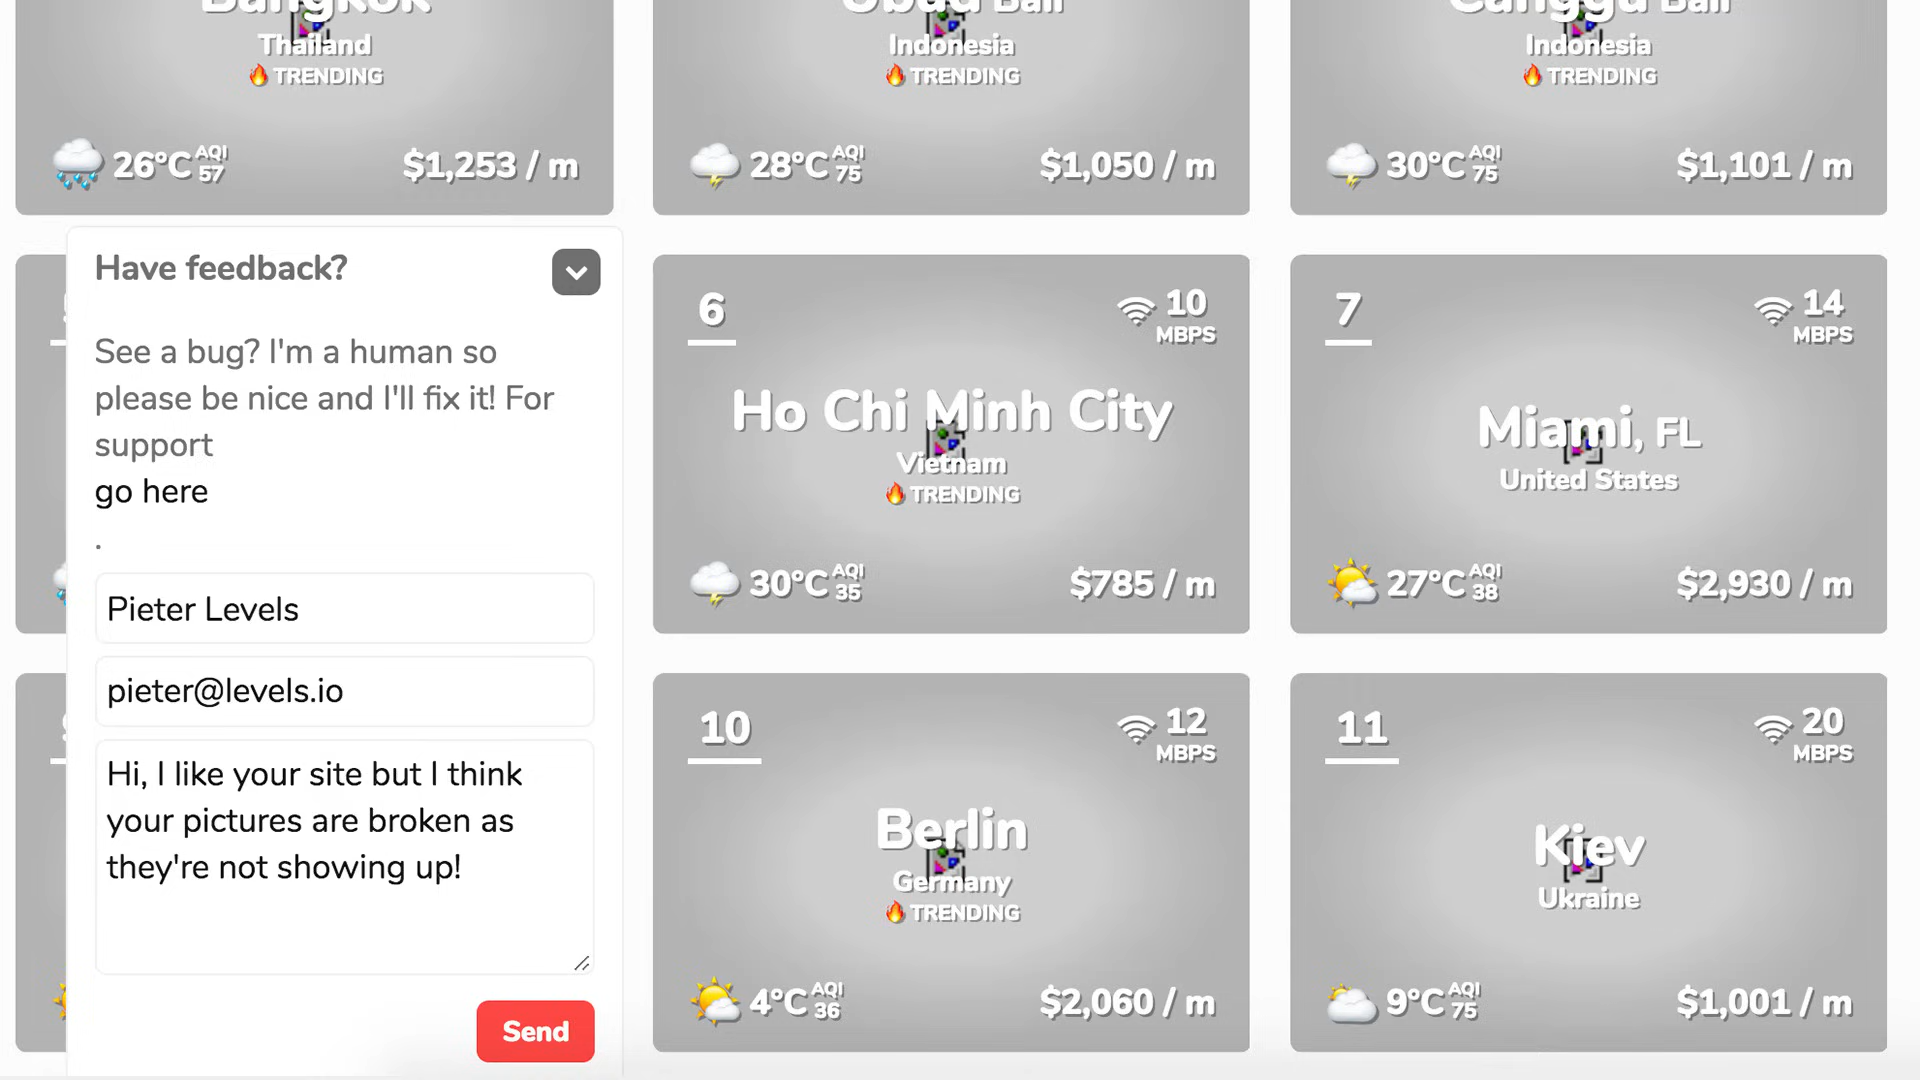 Bangkok
Thailand
🔥 TRENDING
26°C AQI 57
$1,253 / m
Ubud Bali
Indonesia
🔥 TRENDING
28°C AQI 75
$1,050 / m
Canggu Bali
Indonesia
🔥 TRENDING
30°C AQI 75
$1,101 / m
Have feedback?
See a bug? I'm a human so
please be nice and I'll fix it! For
support
go here
.
Pieter Levels
pieter@levels.io
Hi, I like your site but I think
your pictures are broken as
they're not showing up!
Send
6
10
MBPS
Ho Chi Minh City
Vietnam
🔥 TRENDING
30°C AQI 35
$785 / m
7
14
MBPS
Miami, FL
United States
27°C AQI 38
$2,930 / m
10
12
MBPS
Berlin
Germany
🔥 TRENDING
4°C AQI 36
$2,060 / m
11
20
MBPS
Kiev
Ukraine
9°C AQI 75
$1,001 / m